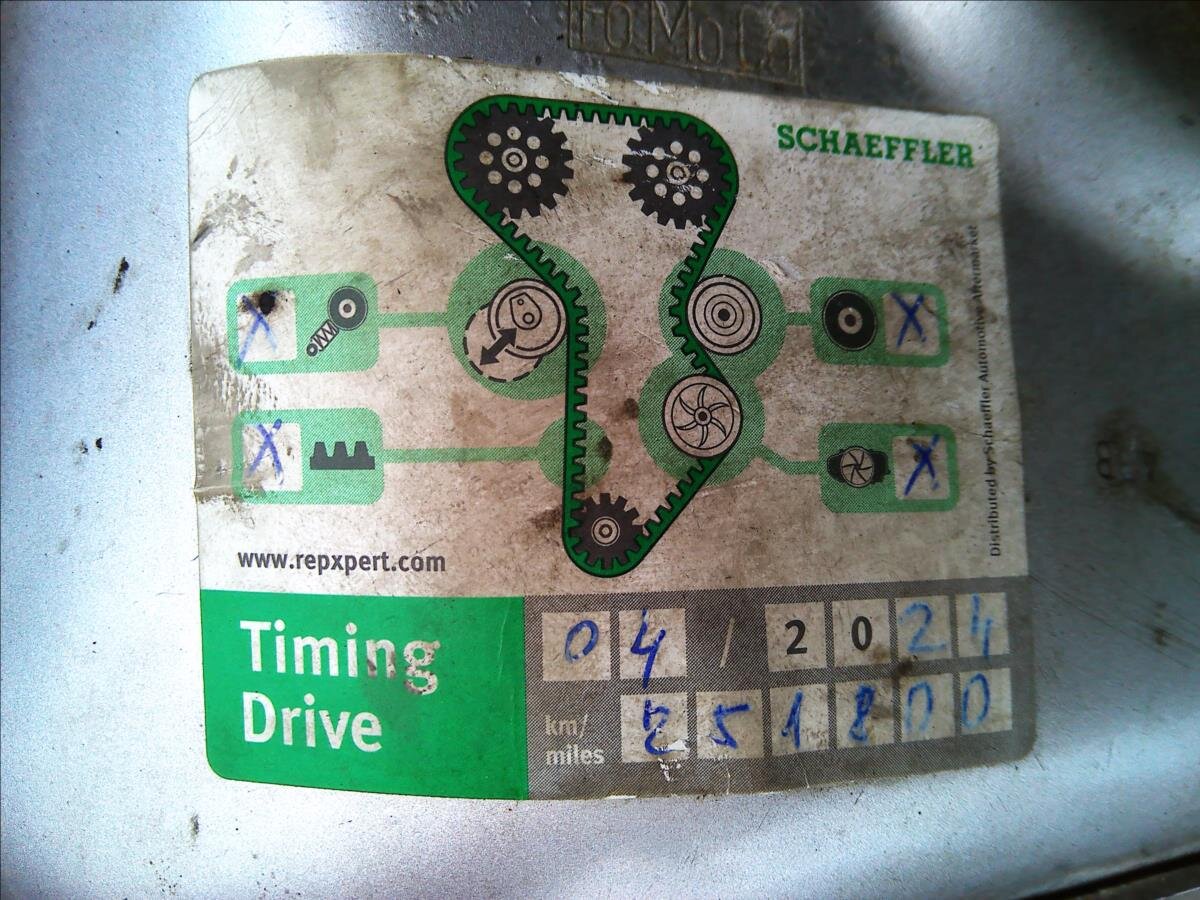 FoMoCo
SCHAEFFLER
X
X
X
X
Distributed by Schaeffler Automotive Aftermarket
www.repxpert.com
Timing
Drive
04 / 2024
km/
miles
251800